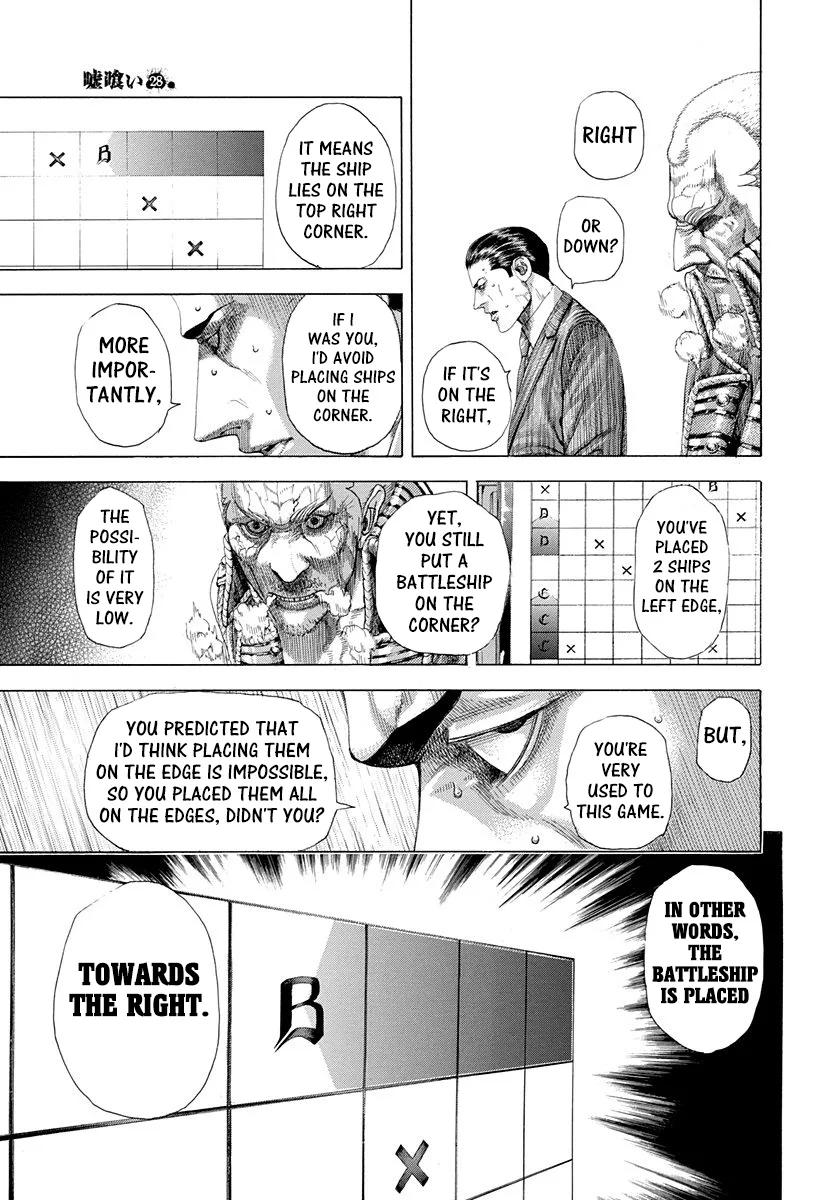 嘘喰い 28
RIGHT
OR
DOWN?
IF IT'S
ON THE
RIGHT,
IT MEANS
THE SHIP
LIES ON THE
TOP RIGHT
CORNER.
X
B
X
X
IF I
WAS YOU,
I'D AVOID
PLACING SHIPS
ON THE
CORNER.
MORE
IMPOR-
TANTLY,
YOU'VE
PLACED
2 SHIPS
ON THE
LEFT EDGE,
X
B
D
X
D
X
X
C
C
C
X
X
YET,
YOU STILL
PUT A
BATTLESHIP
ON THE
CORNER?
THE
POSSI-
BILITY
OF IT
IS VERY
LOW.
BUT,
YOU'RE
VERY
USED TO
THIS GAME.
YOU PREDICTED THAT
I'D THINK PLACING THEM
ON THE EDGE IS IMPOSSIBLE,
SO YOU PLACED THEM ALL
ON THE EDGES, DIDN'T YOU?
IN OTHER
WORDS,
THE
BATTLESHIP
IS PLACED
TOWARDS
THE RIGHT.
B
X